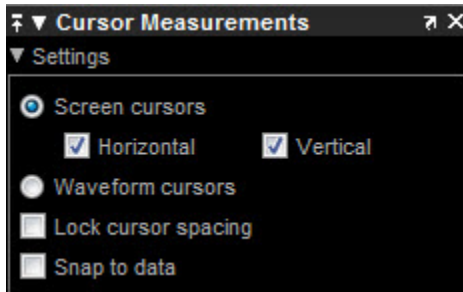 Cursor Measurements
Settings
Screen cursors
Horizontal Vertical
Waveform cursors
Lock cursor spacing
Snap to data